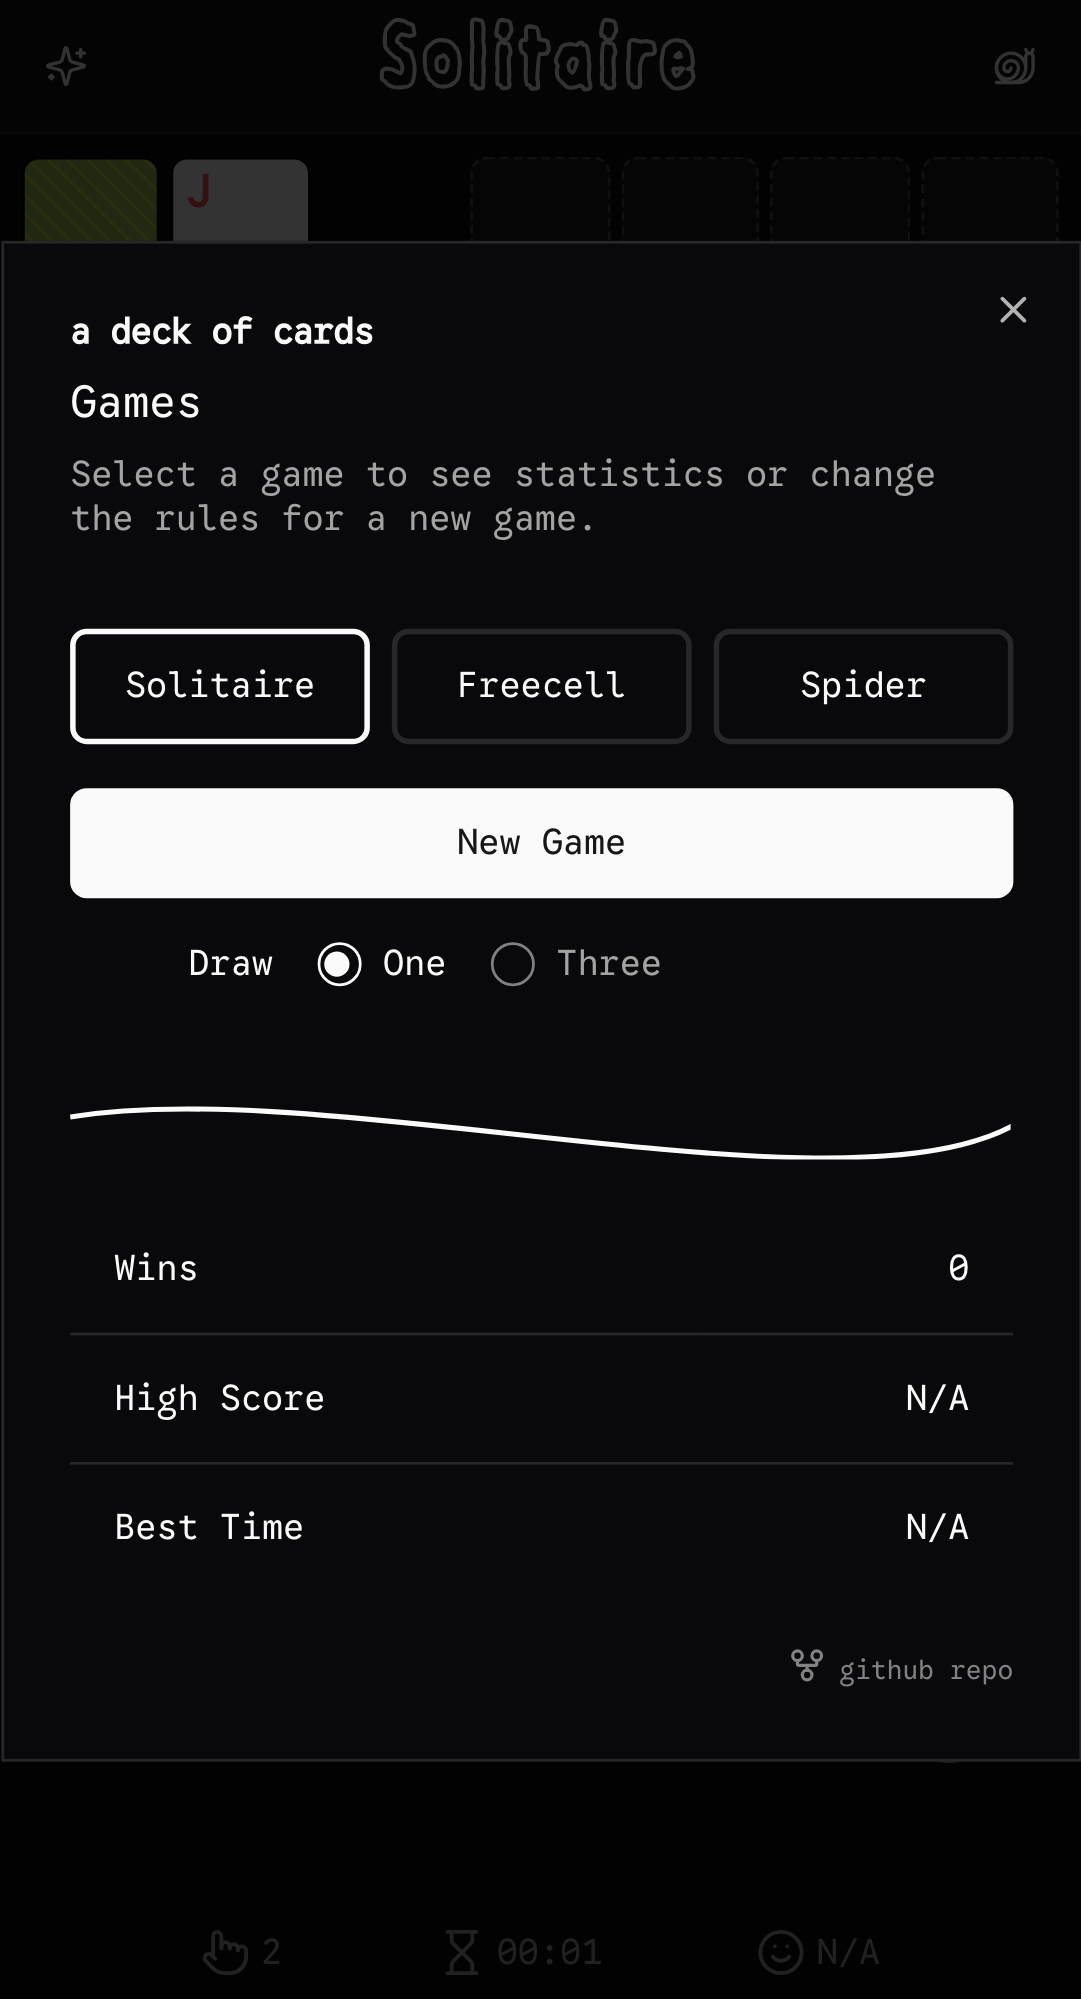 Solitaire
J
a deck of cards
Games
Select a game to see statistics or change
the rules for a new game.
Solitaire Freecell Spider
New Game
Draw One Three
Wins 0
High Score N/A
Best Time N/A
github repo
2 00:01 N/A